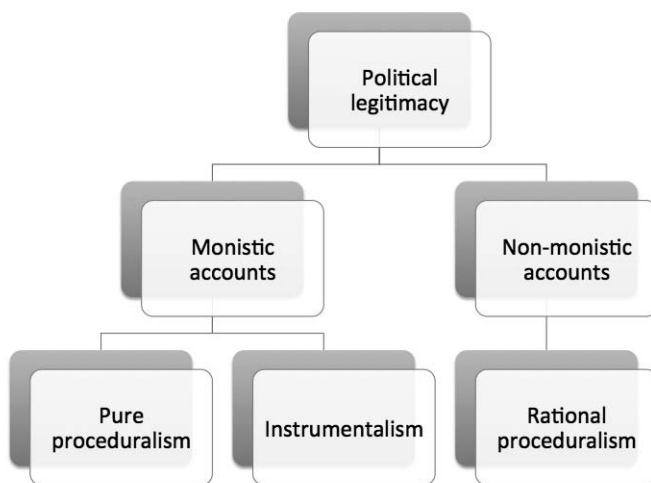 Political
legitimacy
Monistic
accounts
Non-monistic
accounts
Pure
proceduralism
Instrumentalism
Rational
proceduralism